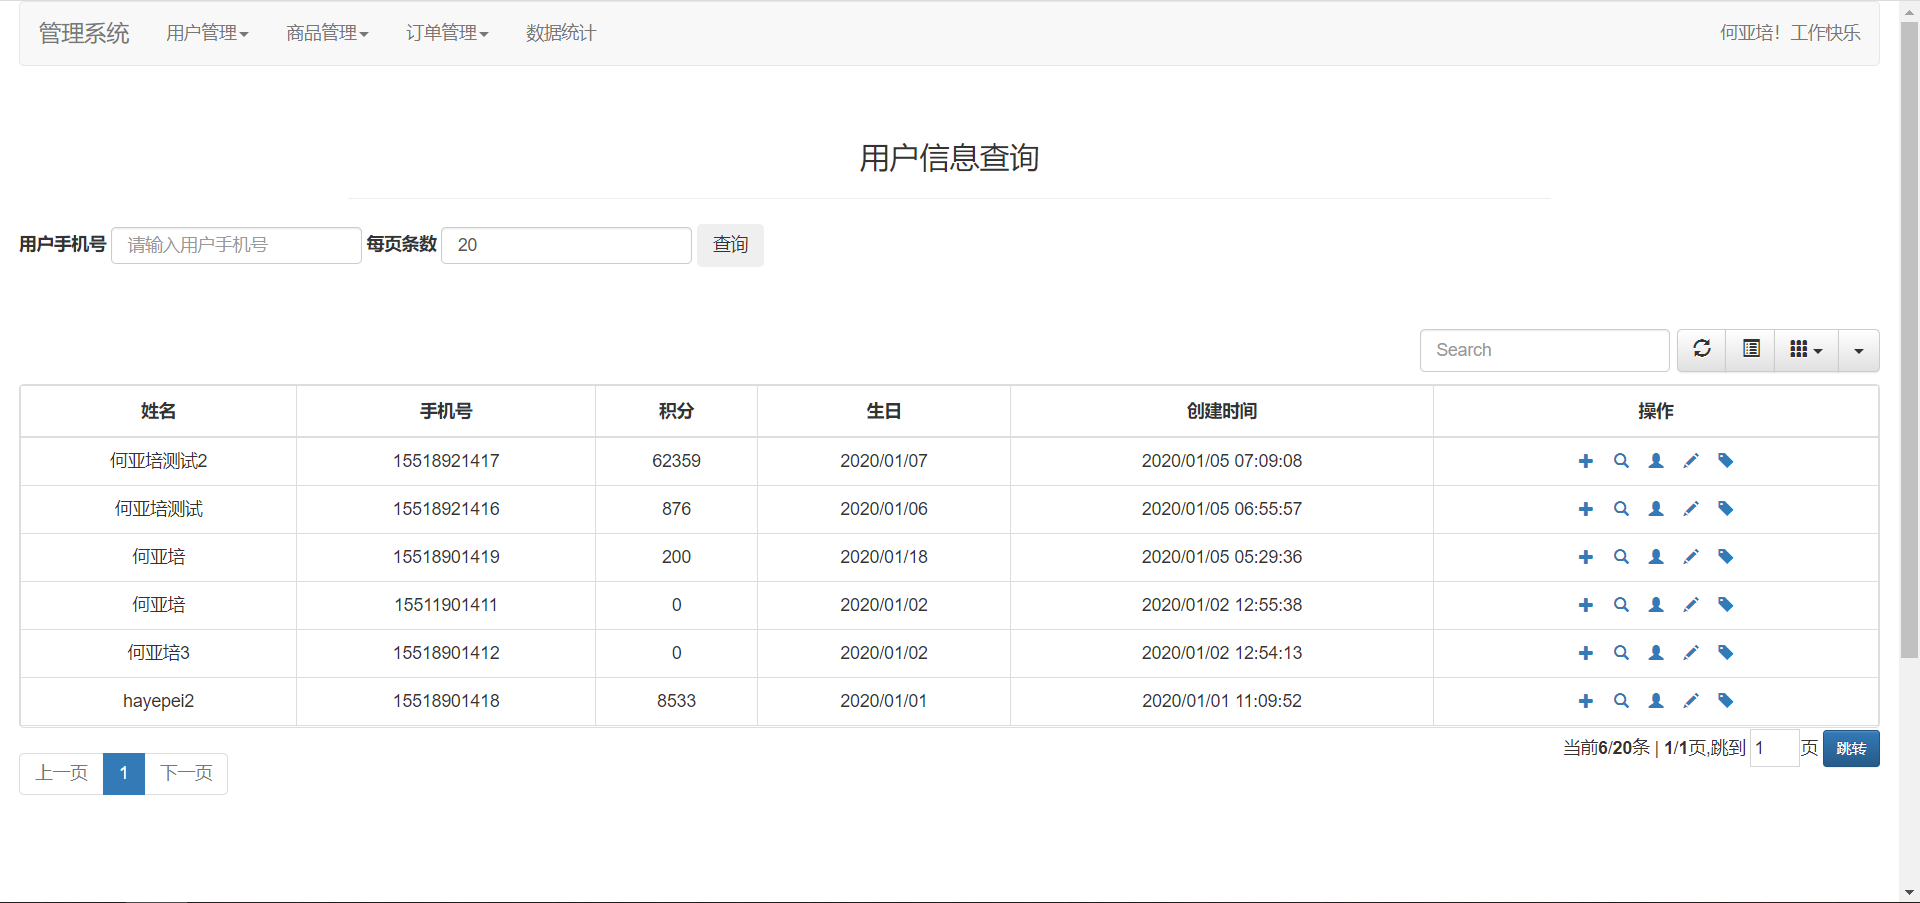 管理系统 用户管理 商品管理 订单管理 数据统计 何亚培！工作快乐
用户信息查询
用户手机号 请输入用户手机号 每页条数 20 查询
Search
姓名 手机号 积分 生日 创建时间 操作
何亚培测试2 15518921417 62359 2020/01/07 2020/01/05 07:09:08
何亚培测试 15518921416 876 2020/01/06 2020/01/05 06:55:57
何亚培 15518901419 200 2020/01/18 2020/01/05 05:29:36
何亚培 15511901411 0 2020/01/02 2020/01/02 12:55:38
何亚培3 15518901412 0 2020/01/02 2020/01/02 12:54:13
hayepei2 15518901418 8533 2020/01/01 2020/01/01 11:09:52
当前6/20条 | 1/1页,跳到 1 页 跳转
上一页 1 下一页